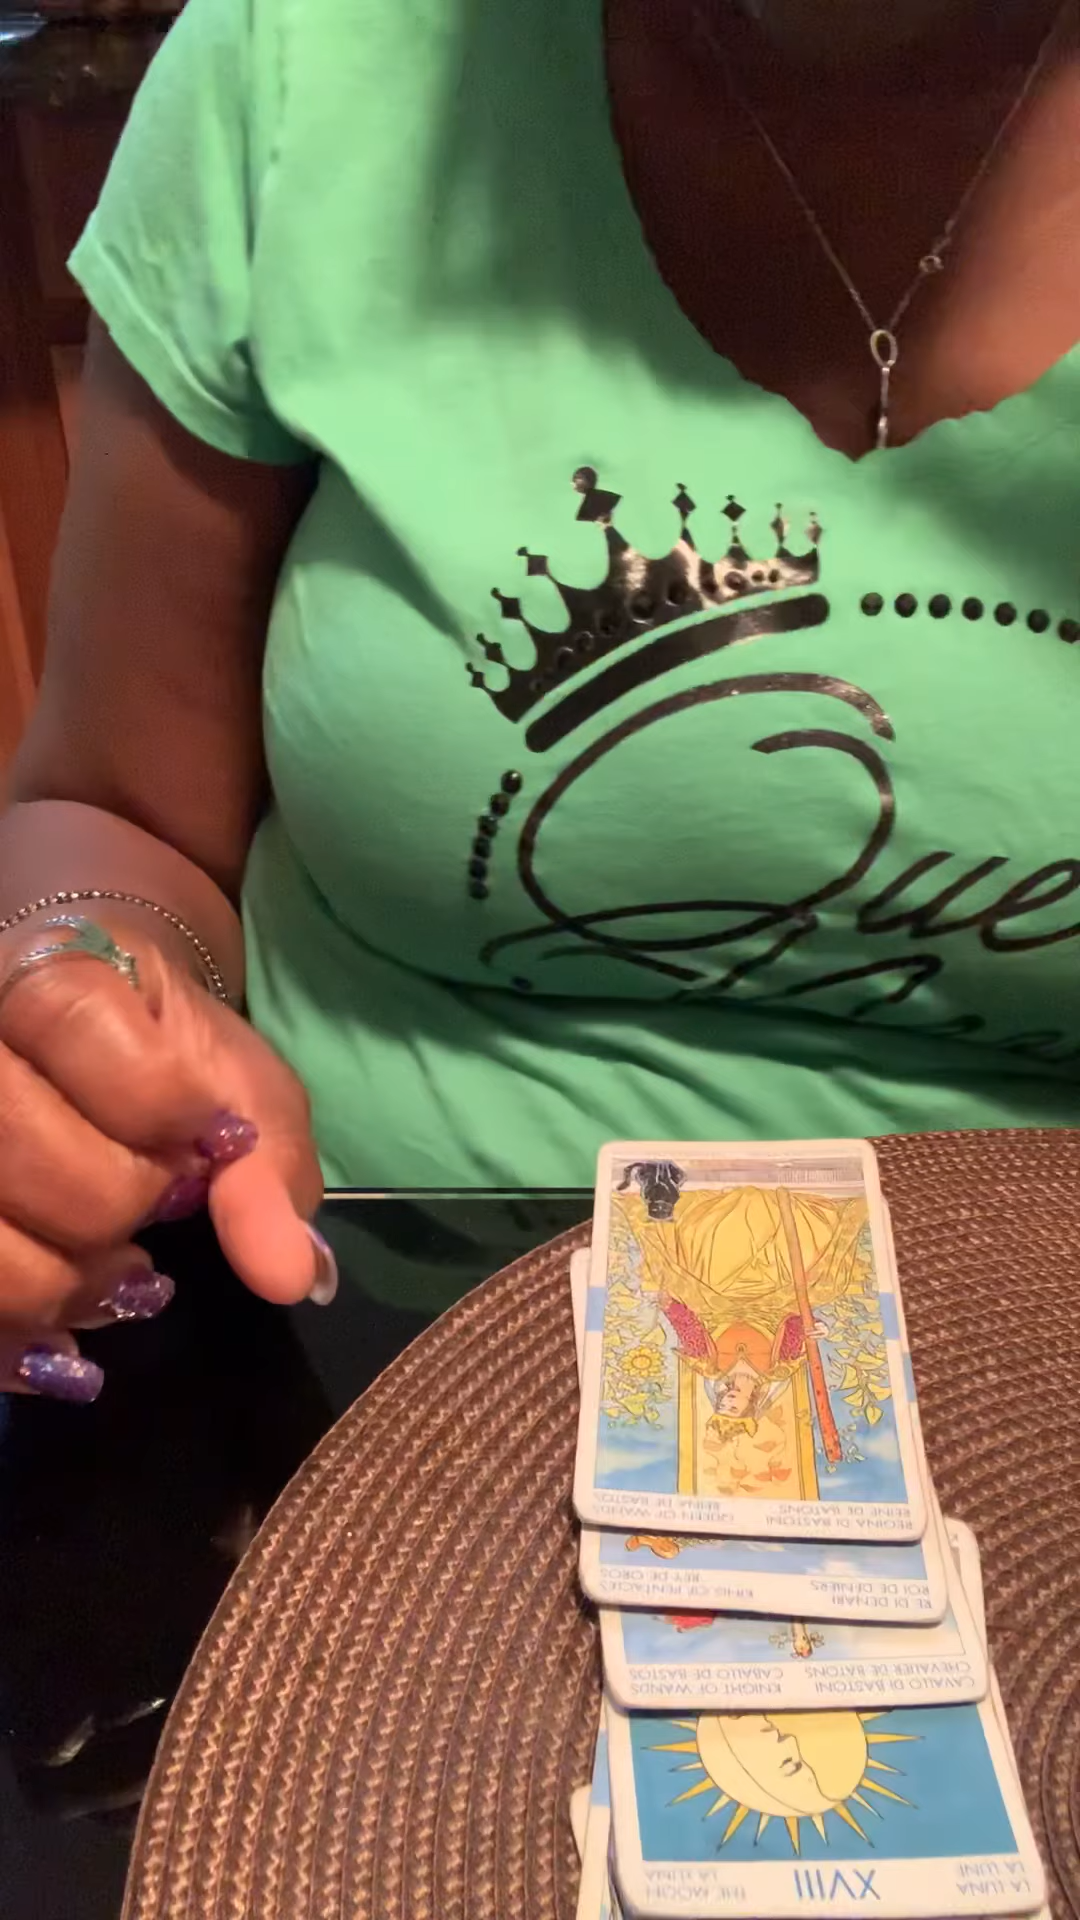 Que
REGINA DI BASTONI
QUEEN OF WANDS
REINE DE BATONS
REINA DE BASTOS
RE DI DENARI
KING OF PENTACLES
ROI DE DENIERS
REY DE OROS
CAVALLO DI BASTONI
KNIGHT OF WANDS
CHEVALIER DE BATONS
CABALLO DE BASTOS
XVIII
LA LUNA
THE MOON
LA LUNE
LA LUNA